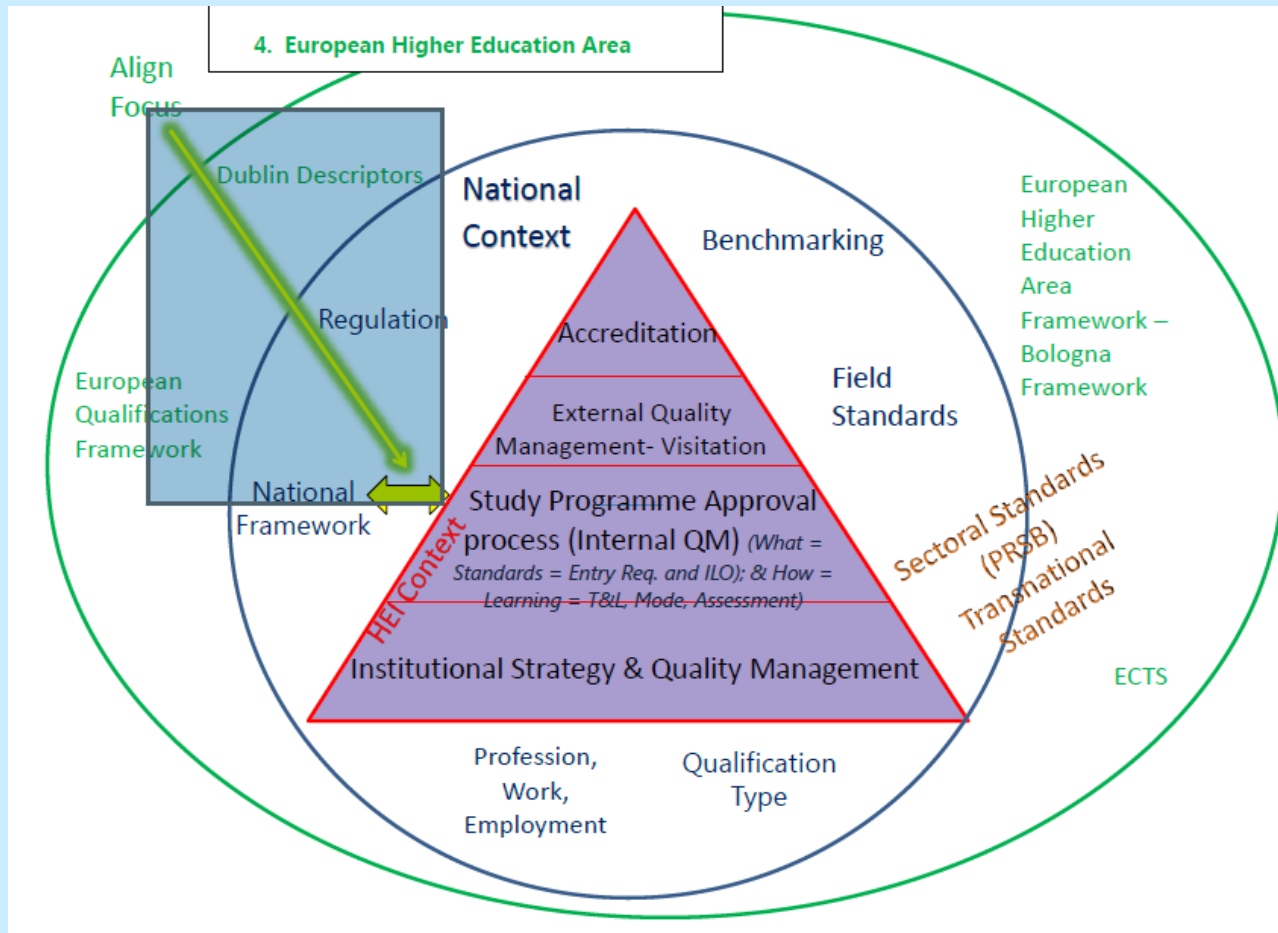 4. European Higher Education Area
Align
Focus
Dublin Descriptors
National
Context
Benchmarking
European
Higher
Education
Area
Framework –
Bologna
Framework
Regulation
Accreditation
European
Qualifications
Framework
Field
Standards
External Quality
Management- Visitation
National
Framework
HEI Context
Study Programme Approval
process (Internal QM) (What =
Standards = Entry Req. and ILO); & How =
Learning = T&L, Mode, Assessment)
Sectoral Standards
(PRSB)
Transnational
Standards
Institutional Strategy & Quality Management
ECTS
Profession,
Work,
Employment
Qualification
Type